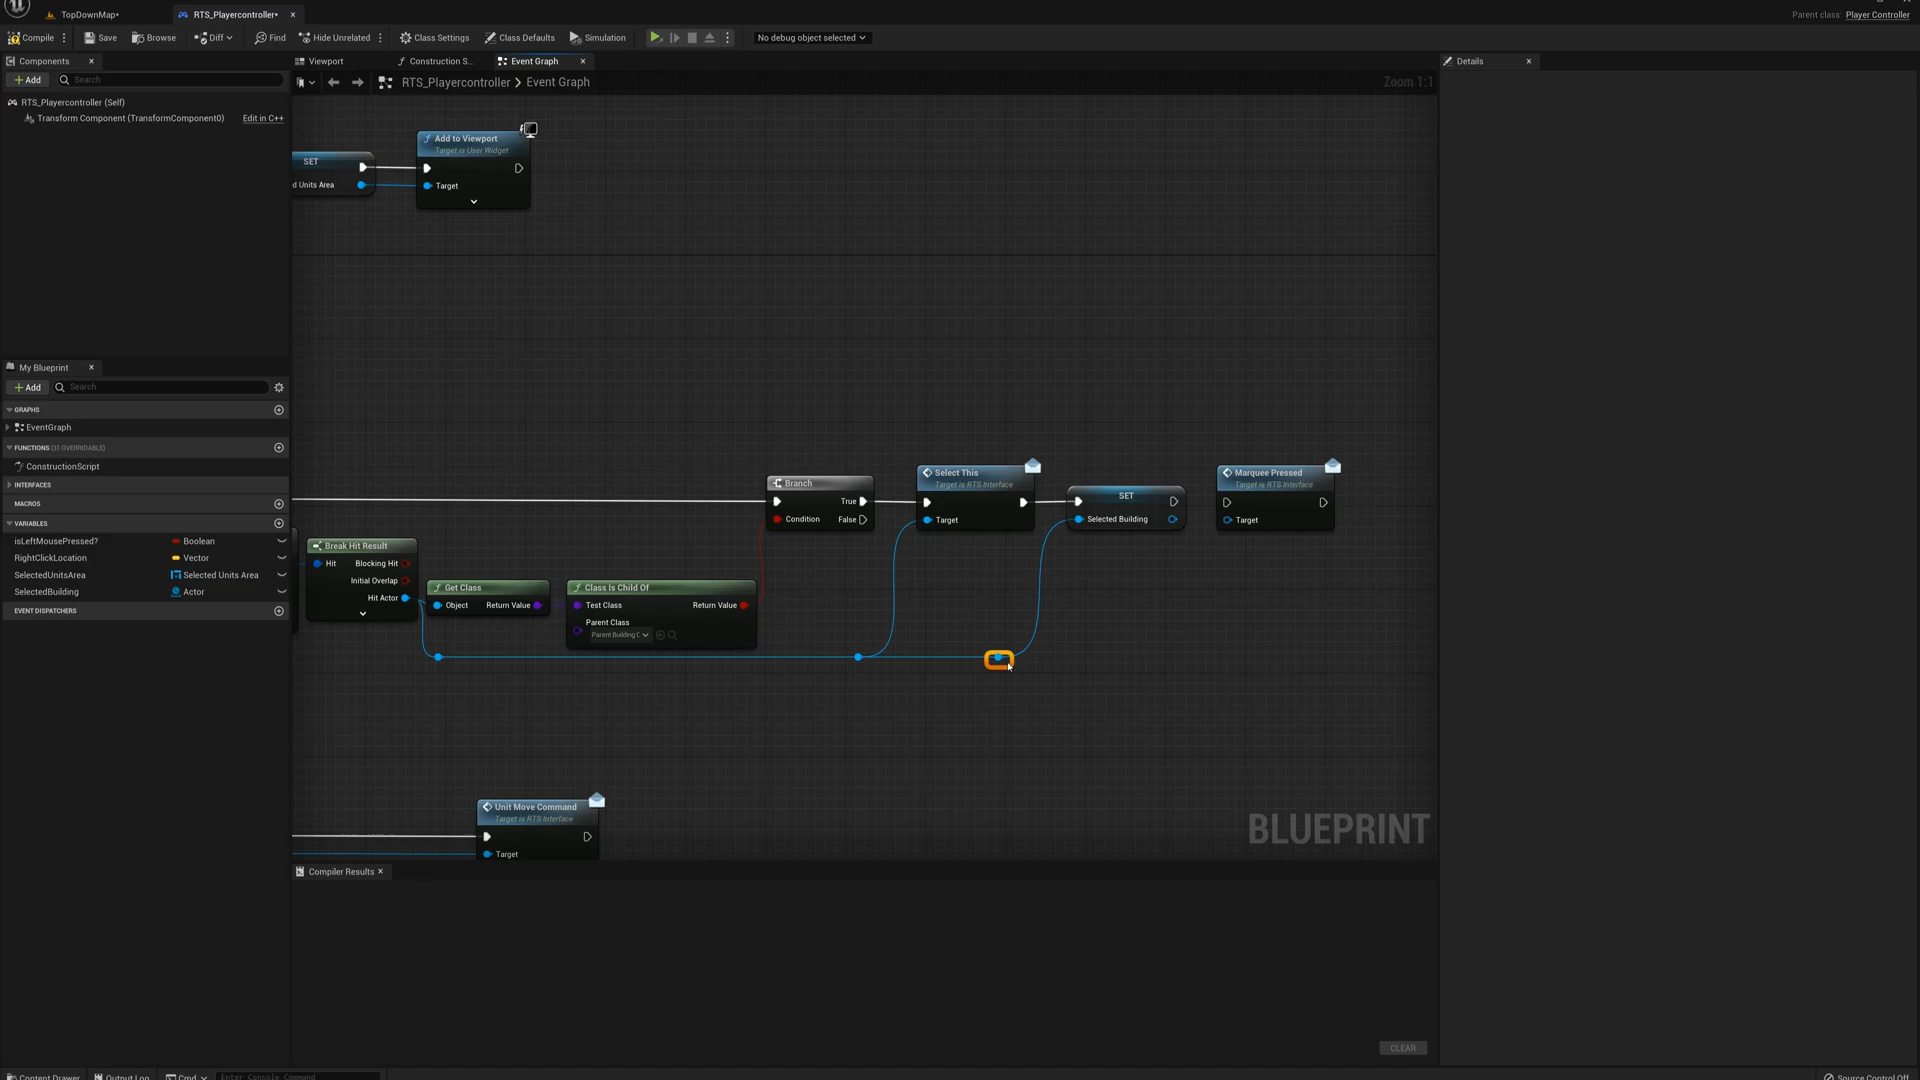 TopDownMap•
RTS_Playercontroller•
Parent class: Player Controller
Compile
Save
Browse
Diff
Find
Hide Unrelated
Class Settings
Class Defaults
Simulation
No debug object selected
Components
Add
Search
RTS_Playercontroller (Self)
Transform Component (TransformComponent0)
Edit in C++
Viewport
Construction S...
Event Graph
Details
RTS_Playercontroller > Event Graph
Zoom 1:1
Add to Viewport
Target is User Widget
Target
SET
d Units Area
My Blueprint
Add
Search
GRAPHS
EventGraph
FUNCTIONS (31 OVERRIDABLE)
ConstructionScript
INTERFACES
MACROS
VARIABLES
isLeftMousePressed?
Boolean
RightClickLocation
Vector
SelectedUnitsArea
Selected Units Area
SelectedBuilding
Actor
EVENT DISPATCHERS
Branch
True
Condition
False
Select This
Target is RTS Interface
Target
SET
Selected Building
Marquee Pressed
Target is RTS Interface
Target
Break Hit Result
Hit
Blocking Hit
Initial Overlap
Hit Actor
Get Class
Object
Return Value
Class Is Child Of
Test Class
Return Value
Parent Class
Parent Building C
Unit Move Command
Target is RTS Interface
Target
BLUEPRINT
Compiler Results
CLEAR
Content Drawer
Output Log
Cmd
Enter Console Command
Source Control Off